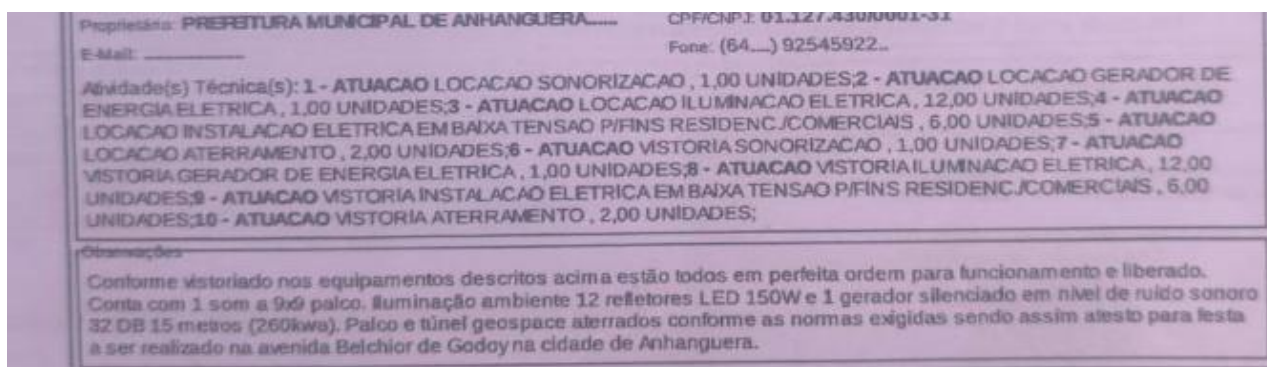 Proprietário: PREFEITURA MUNICIPAL DE ANHANGUERA...... CPF/CNPJ: 01.127.430/0001-31
E-Mail: .................. Fone: (64....) 92545922..
Atividade(s) Técnica(s): 1 - ATUACAO LOCACAO SONORIZACAO , 1,00 UNIDADES;2 - ATUACAO LOCACAO GERADOR DE
ENERGIA ELETRICA , 1,00 UNIDADES;3 - ATUACAO LOCACAO ILUMINACAO ELETRICA , 12,00 UNIDADES;4 - ATUACAO
LOCACAO INSTALACAO ELETRICA EM BAIXA TENSAO P/FINS RESIDENC./COMERCIAIS , 6,00 UNIDADES;5 - ATUACAO
LOCACAO ATERRAMENTO , 2,00 UNIDADES;6 - ATUACAO VISTORIA SONORIZACAO , 1,00 UNIDADES;7 - ATUACAO
VISTORIA GERADOR DE ENERGIA ELETRICA , 1,00 UNIDADES;8 - ATUACAO VISTORIA ILUMINACAO ELETRICA , 12,00
UNIDADES;9 - ATUACAO VISTORIA INSTALACAO ELETRICA EM BAIXA TENSAO P/FINS RESIDENC./COMERCIAIS , 6,00
UNIDADES;10 - ATUACAO VISTORIA ATERRAMENTO , 2,00 UNIDADES;
Observações
Conforme vistoriado nos equipamentos descritos acima estão todos em perfeita ordem para funcionamento e liberado.
Conta com 1 som a 9x9 palco. Iluminação ambiente 12 refletores LED 150W e 1 gerador silenciado em nível de ruído sonoro
32 DB 15 metros (260kwa). Palco e túnel geospace aterrados conforme as normas exigidas sendo assim atesto para festa
a ser realizado na avenida Belchior de Godoy na cidade de Anhanguera.